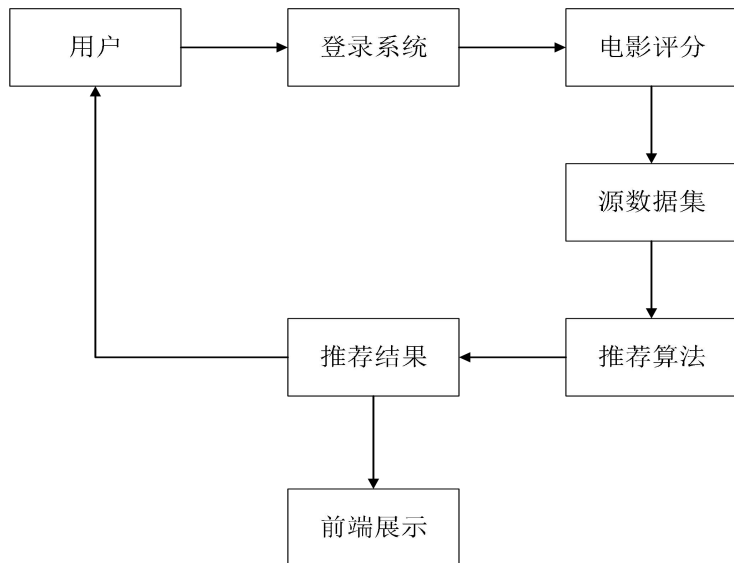 用户
登录系统
电影评分
源数据集
推荐结果
推荐算法
前端展示